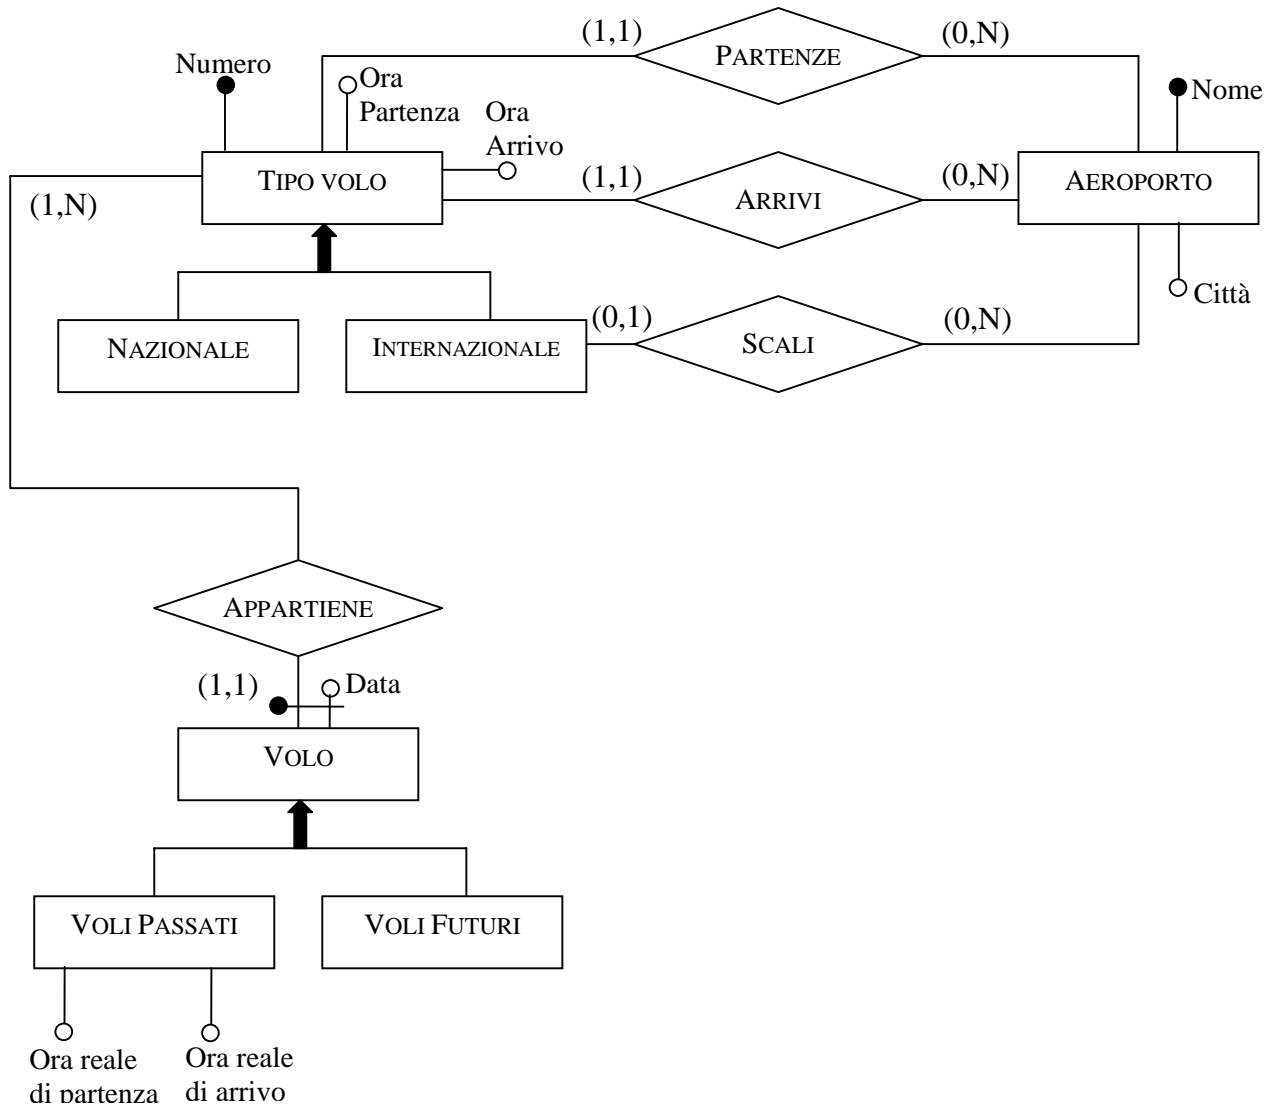 (1,1)
PARTENZE
(0,N)
Numero
Ora
Partenza
Ora
Arrivo
Nome
TIPO VOLO
(1,1)
ARRIVI
(0,N)
AEROPORTO
(1,N)
Città
NAZIONALE
INTERNAZIONALE
(0,1)
SCALI
(0,N)
APPARTIENE
(1,1)
Data
VOLO
VOLI PASSATI
VOLI FUTURI
Ora reale
di partenza
Ora reale
di arrivo